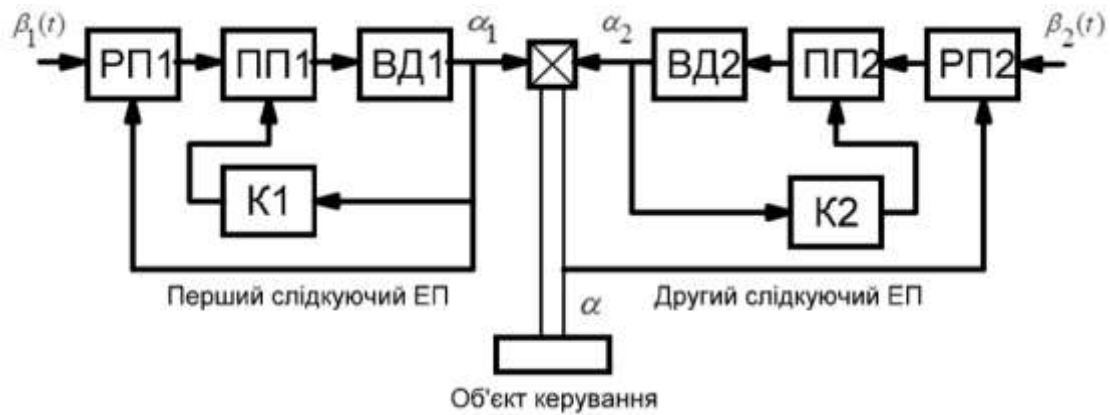 β₁(t) α₁ α₂ β₂(t)
РП1 ПП1 ВД1 ВД2 ПП2 РП2
К1 К2
Перший слідкуючий ЕП Другий слідкуючий ЕП
α
Об'єкт керування